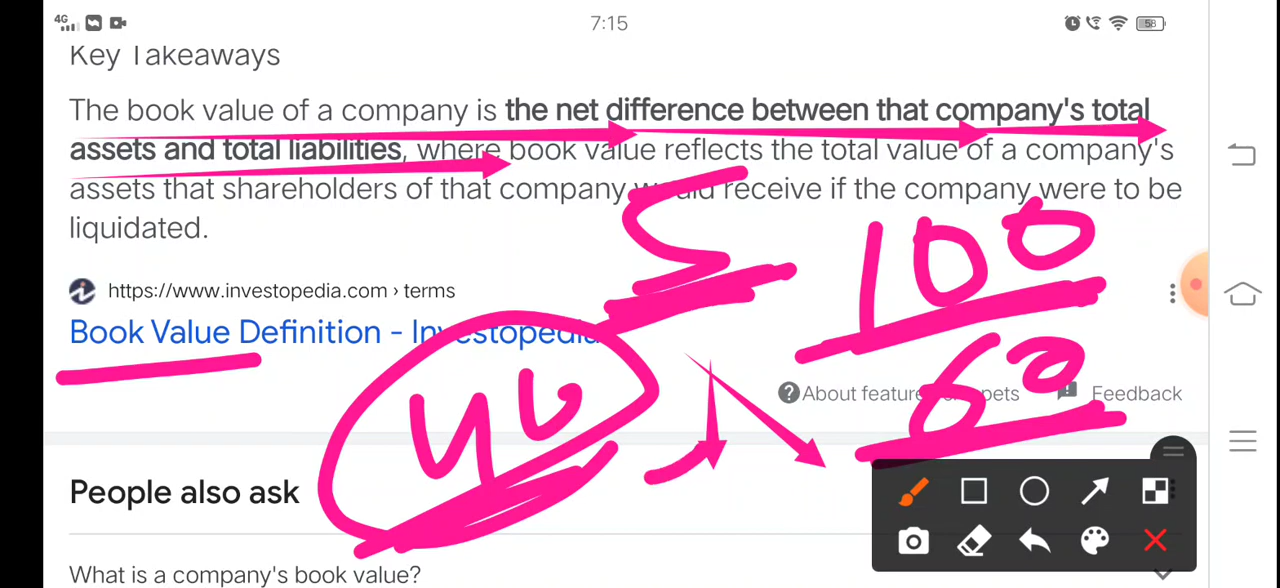 4G 7:15 58
Key Takeaways
The book value of a company is the net difference between that company's total
assets and total liabilities, where book value reflects the total value of a company's
assets that shareholders of that company would receive if the company were to be
liquidated.
100
https://www.investopedia.com › terms
Book Value Definition - Investopedia
60
40
About featured snippets Feedback
People also ask
What is a company's book value?